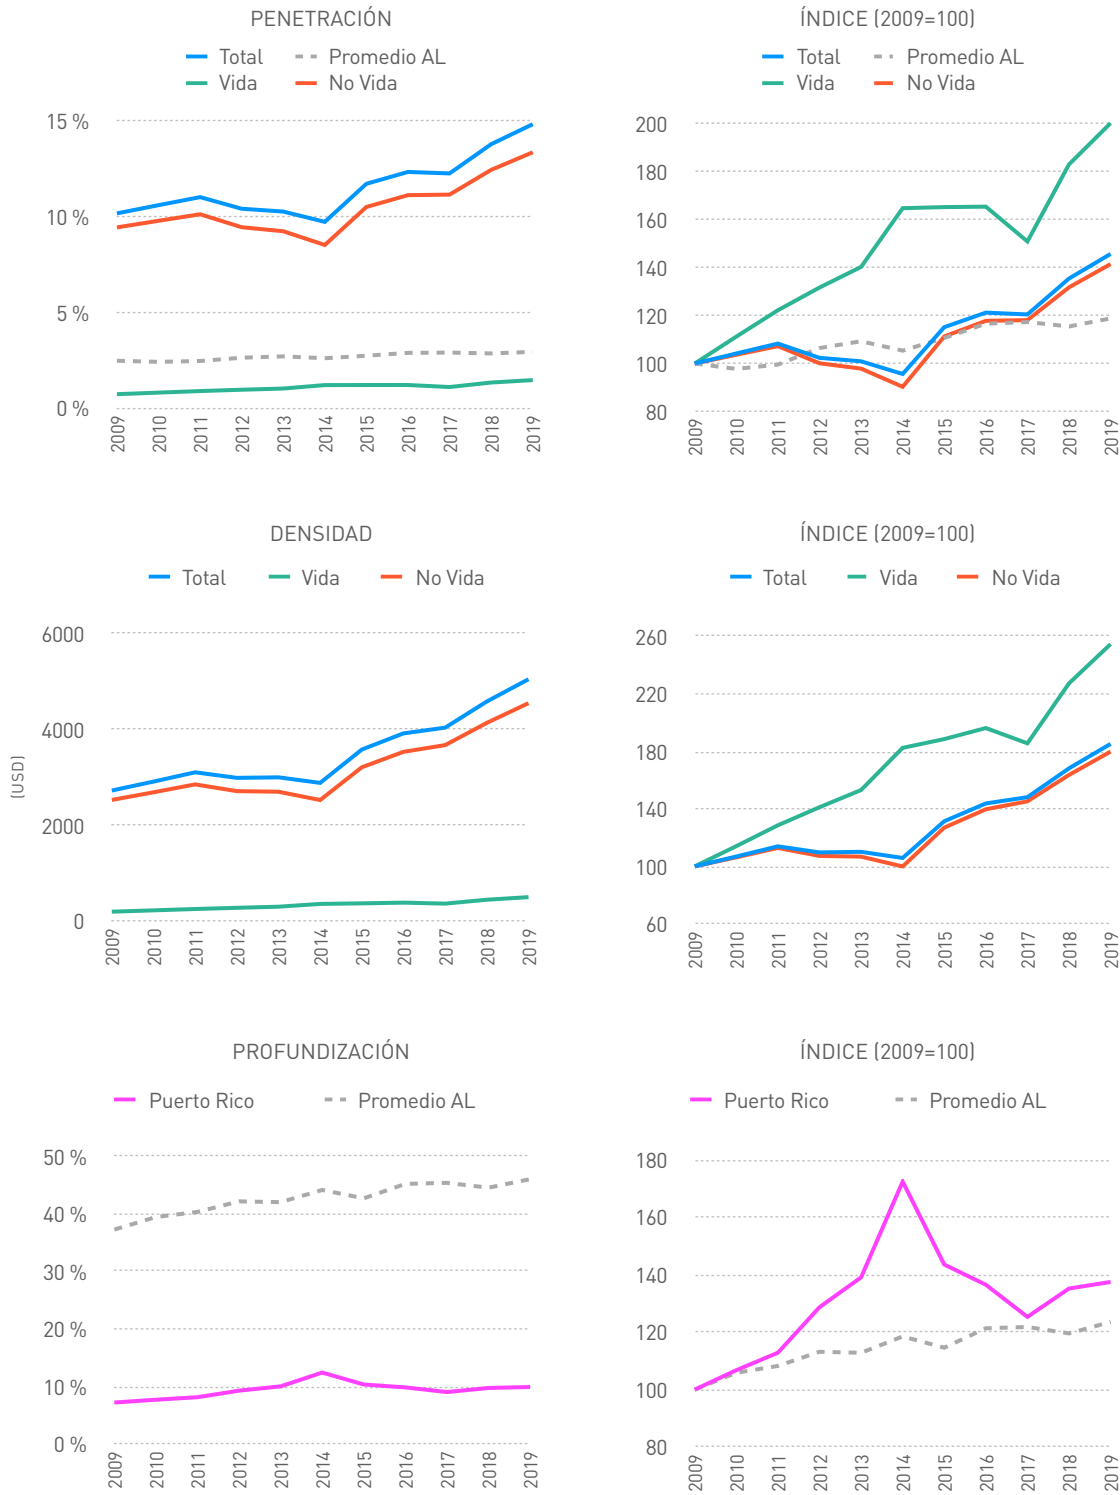 PENETRACIÓN
Total Promedio AL
Vida No Vida
15 %
10 %
5 %
0 %
2009 2010 2011 2012 2013 2014 2015 2016 2017 2018 2019
ÍNDICE (2009=100)
Total Promedio AL
Vida No Vida
200
180
160
140
120
100
80
2009 2010 2011 2012 2013 2014 2015 2016 2017 2018 2019
DENSIDAD
Total Vida No Vida
(USD)
6000
4000
2000
0
2009 2010 2011 2012 2013 2014 2015 2016 2017 2018 2019
ÍNDICE (2009=100)
Total Vida No Vida
260
220
180
140
100
60
2009 2010 2011 2012 2013 2014 2015 2016 2017 2018 2019
PROFUNDIZACIÓN
Puerto Rico Promedio AL
50 %
40 %
30 %
20 %
10 %
0 %
2009 2010 2011 2012 2013 2014 2015 2016 2017 2018 2019
ÍNDICE (2009=100)
Puerto Rico Promedio AL
180
160
140
120
100
80
2009 2010 2011 2012 2013 2014 2015 2016 2017 2018 2019